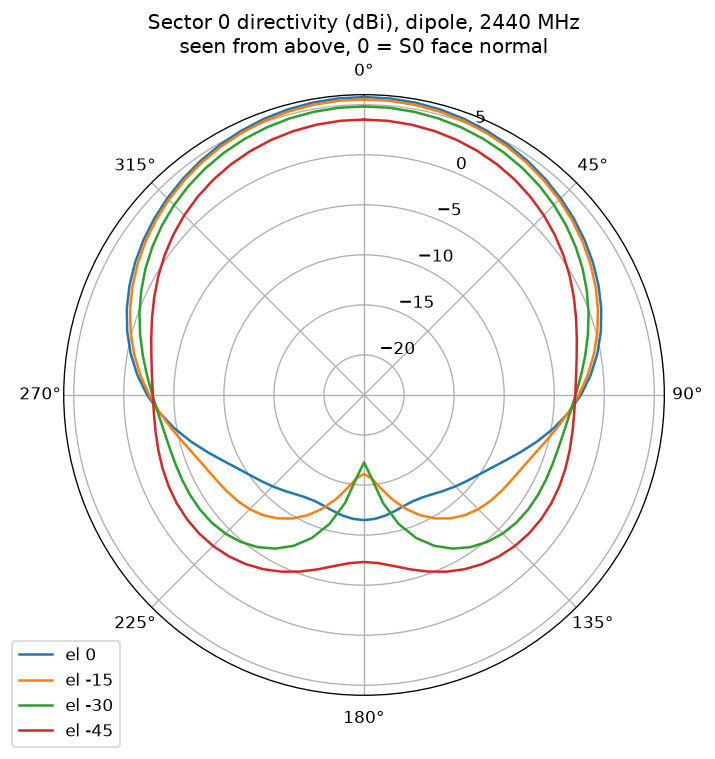 Sector 0 directivity (dBi), dipole, 2440 MHz
seen from above, 0 = S0 face normal
0°
5
315°
0
45°
−5
−10
−15
−20
270°
90°
225°
135°
el 0
el -15
el -30
el -45
180°